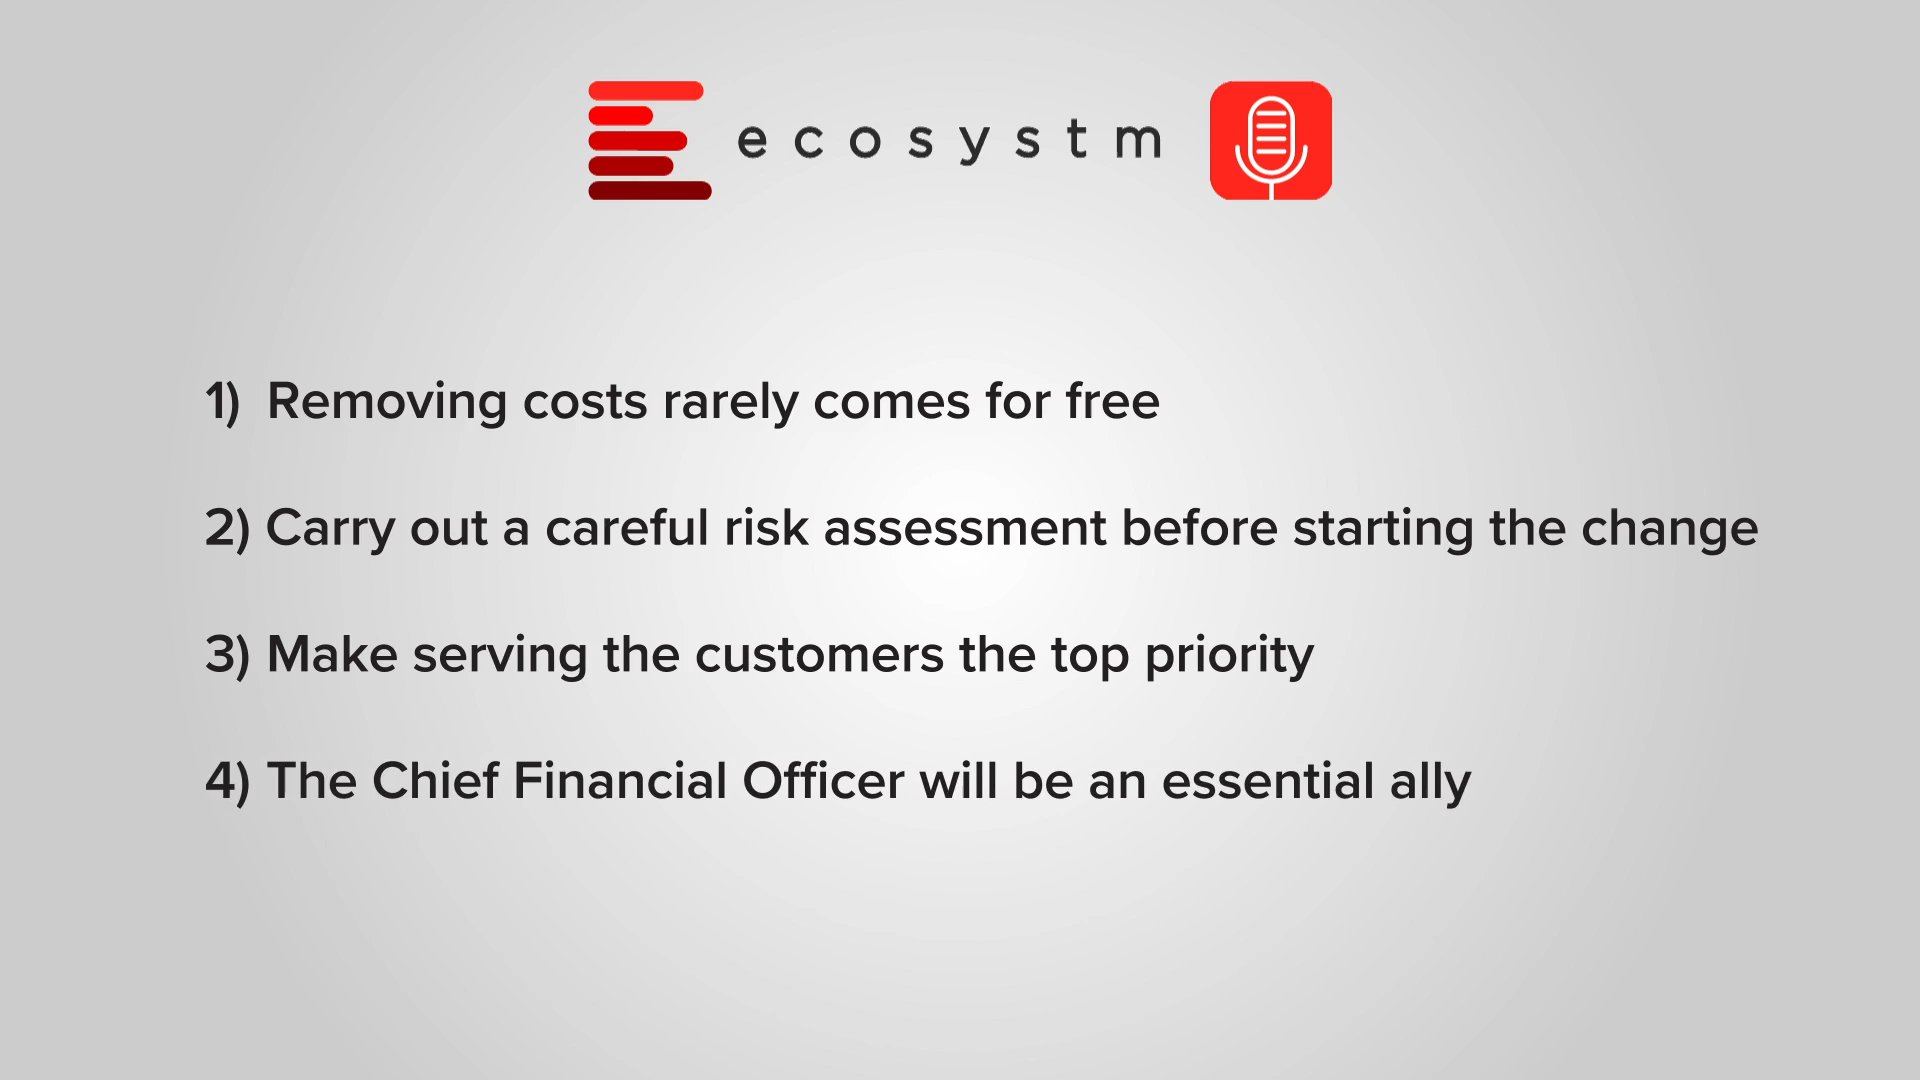 ecosystm
1) Removing costs rarely comes for free
2) Carry out a careful risk assessment before starting the change
3) Make serving the customers the top priority
4) The Chief Financial Officer will be an essential ally